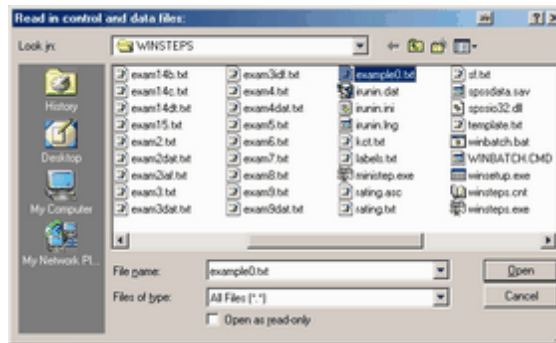 Read in control and data files:
Look in: WINSTEPS
History
Desktop
My Computer
My Network Pl...
exam14b.txt
exam14c.txt
exam14dt.txt
exam15.txt
exam2.txt
exam2dat.txt
exam2iaf.txt
exam3.txt
exam3dat.txt
exam3idf.txt
exam4.txt
exam4dat.txt
exam5.txt
exam6.txt
exam7.txt
exam8.txt
exam9.txt
exam9dat.txt
example0.txt
irunin.dat
irunin.ini
irunin.lng
kct.txt
labels.txt
ministep.exe
rating.asc
rating.txt
sf.txt
spssdata.sav
spssio32.dll
template.txt
winbatch.bat
WINBATCH.CMD
winsetup.exe
winsteps.cnt
winsteps.exe
File name: example0.txt Open
Files of type: All Files (*.*) Cancel
Open as read-only